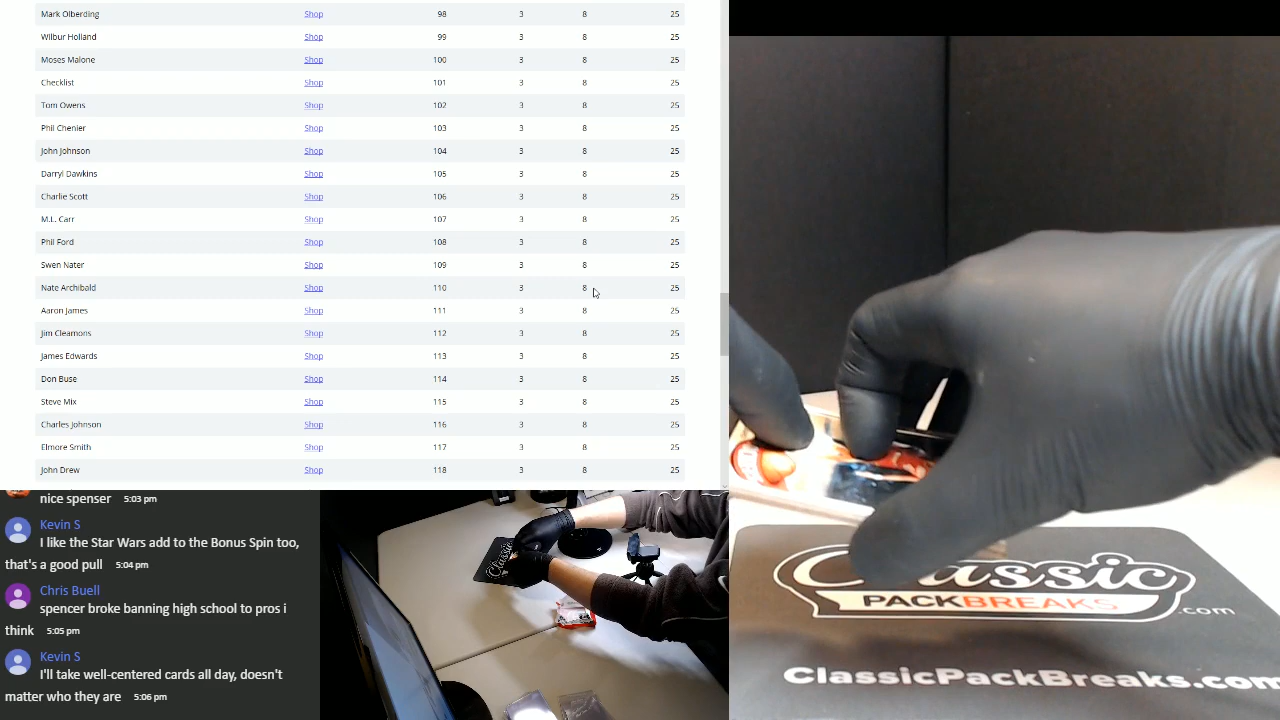 Mark Olberding Shop 98 3 8 25
Wilbur Holland Shop 99 3 8 25
Moses Malone Shop 100 3 8 25
Checklist Shop 101 3 8 25
Tom Owens Shop 102 3 8 25
Phil Chenier Shop 103 3 8 25
John Johnson Shop 104 3 8 25
Darryl Dawkins Shop 105 3 8 25
Charlie Scott Shop 106 3 8 25
M.L. Carr Shop 107 3 8 25
Phil Ford Shop 108 3 8 25
Swen Nater Shop 109 3 8 25
Nate Archibald Shop 110 3 8 25
Aaron James Shop 111 3 8 25
Jim Cleamons Shop 112 3 8 25
James Edwards Shop 113 3 8 25
Don Buse Shop 114 3 8 25
Steve Mix Shop 115 3 8 25
Charles Johnson Shop 116 3 8 25
Elmore Smith Shop 117 3 8 25
John Drew Shop 118 3 8 25
nice spenser 5:03 pm
Kevin S
I like the Star Wars add to the Bonus Spin too,
that's a good pull 5:04 pm
Chris Buell
spencer broke banning high school to pros i
think 5:05 pm
Kevin S
I'll take well-centered cards all day, doesn't
matter who they are 5:06 pm
Classic
Classic
PACKBREAKS
.com
ClassicPackBreaks.com